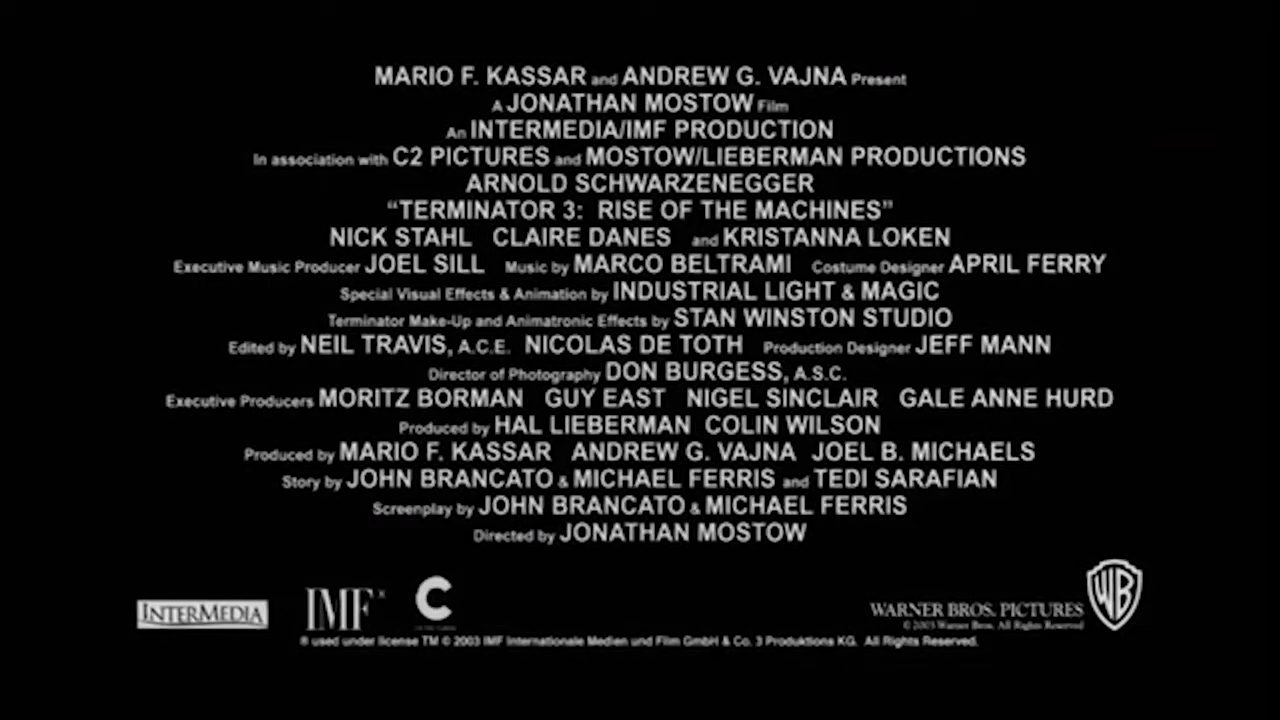 MARIO F. KASSAR and ANDREW G. VAJNA Present
A JONATHAN MOSTOW Film
An INTERMEDIA/IMF PRODUCTION
In association with C2 PICTURES and MOSTOW/LIEBERMAN PRODUCTIONS
ARNOLD SCHWARZENEGGER
“TERMINATOR 3: RISE OF THE MACHINES”
NICK STAHL CLAIRE DANES and KRISTANNA LOKEN
Executive Music Producer JOEL SILL Music by MARCO BELTRAMI Costume Designer APRIL FERRY
Special Visual Effects & Animation by INDUSTRIAL LIGHT & MAGIC
Terminator Make-Up and Animatronic Effects by STAN WINSTON STUDIO
Edited by NEIL TRAVIS, A.C.E. NICOLAS DE TOTH Production Designer JEFF MANN
Director of Photography DON BURGESS, A.S.C.
Executive Producers MORITZ BORMAN GUY EAST NIGEL SINCLAIR GALE ANNE HURD
Produced by HAL LIEBERMAN COLIN WILSON
Produced by MARIO F. KASSAR ANDREW G. VAJNA JOEL B. MICHAELS
Story by JOHN BRANCATO & MICHAEL FERRIS and TEDI SARAFIAN
Screenplay by JOHN BRANCATO & MICHAEL FERRIS
Directed by JONATHAN MOSTOW
INTERMEDIA IMF C WARNER BROS. PICTURES WB
© 2003 Warner Bros. All Rights Reserved
® used under license TM © 2003 IMF Internationale Medien und Film GmbH & Co. 3 Produktions KG. All Rights Reserved.